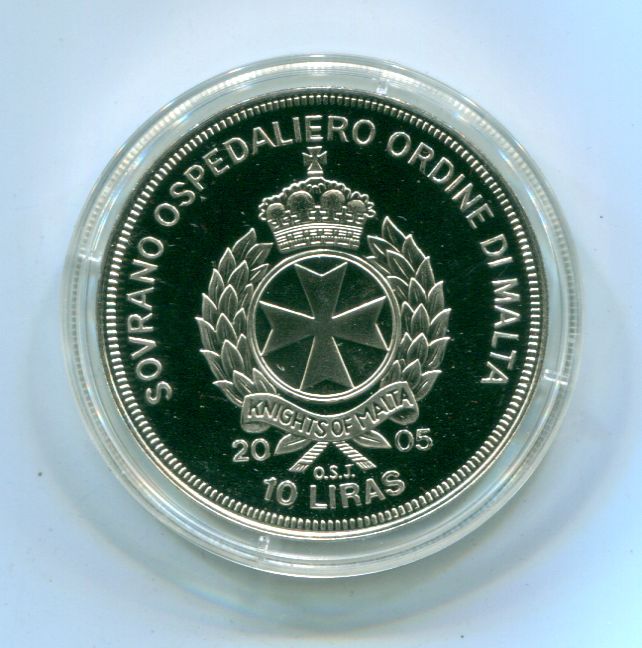 SOVRANO OSPEDALIERO ORDINE DI MALTA
KNIGHTS OF MALTA
20 05
O.S.J.
10 LIRAS